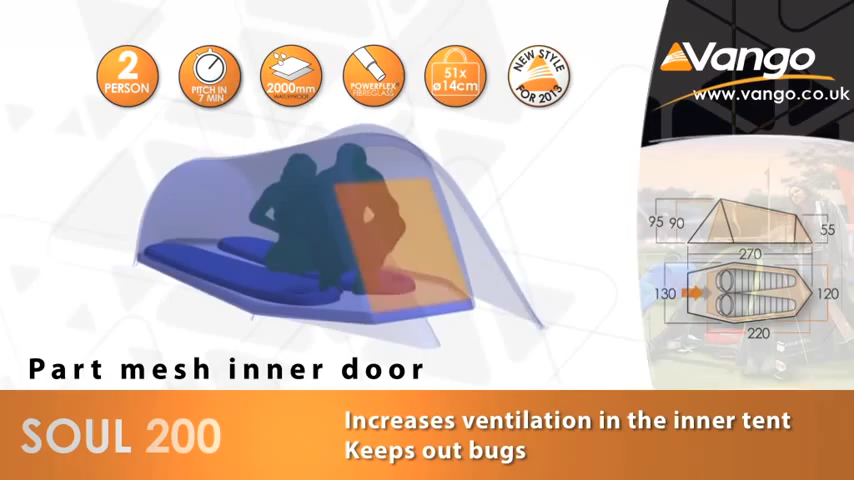 2
PERSON
PITCH IN
7 MIN
2000mm
WATERPROOF
POWERFLEX
FIBREGLASS
51x
ø14cm
NEW STYLE
FOR 2013
Vango
www.vango.co.uk
95 90
55
270
130
120
220
Part mesh inner door
SOUL 200
Increases ventilation in the inner tent
Keeps out bugs